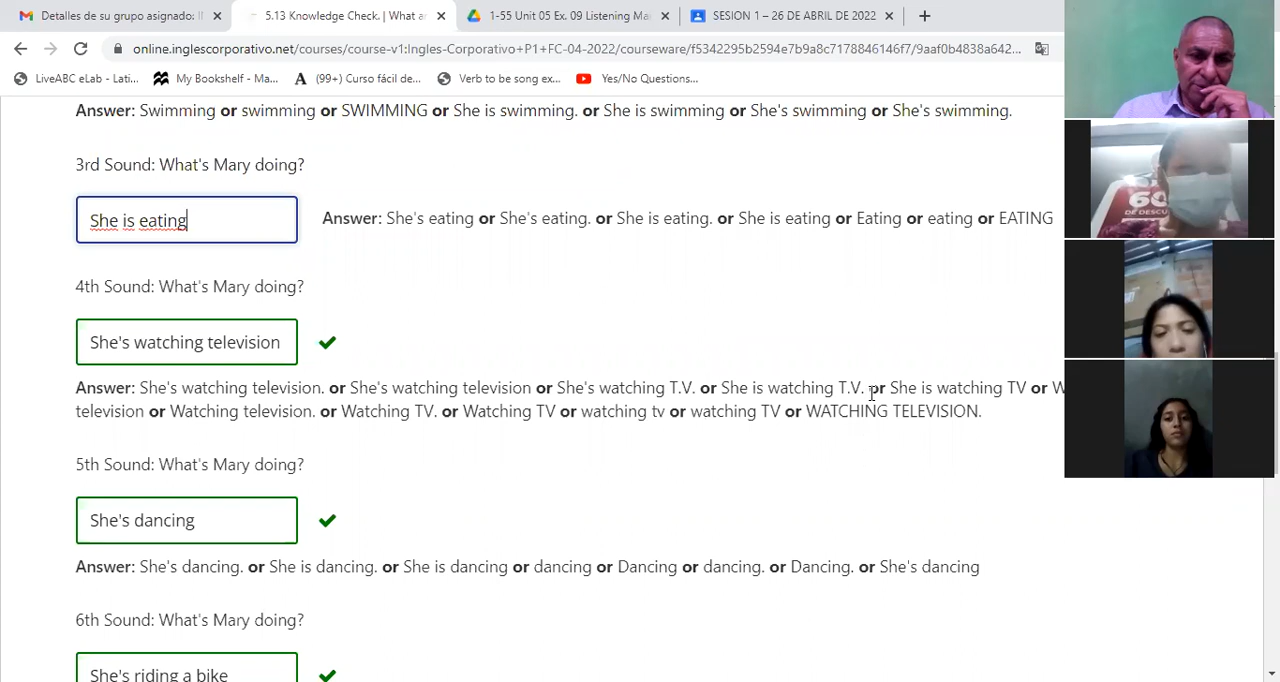 Detalles de su grupo asignado: I
5.13 Knowledge Check. | What a
1-55 Unit 05 Ex. 09 Listening Ma
SESION 1 – 26 DE ABRIL DE 2022
online.inglescorporativo.net/courses/course-v1:Ingles-Corporativo+P1+FC-04-2022/courseware/f5342295b2594e7b9a8c7178846146f7/9aaf0b4838a642...
LiveABC eLab - Lati...
My Bookshelf - Ma...
(99+) Curso fácil de...
Verb to be song ex...
Yes/No Questions...
Answer: Swimming or swimming or SWIMMING or She is swimming. or She is swimming or She's swimming or She's swimming.
3rd Sound: What's Mary doing?
She is eating
Answer: She's eating or She's eating. or She is eating. or She is eating or Eating or eating or EATING
4th Sound: What's Mary doing?
She's watching television
Answer: She's watching television. or She's watching television or She's watching T.V. or She is watching T.V. or She is watching TV or W
television or Watching television. or Watching TV. or Watching TV or watching tv or watching TV or WATCHING TELEVISION.
5th Sound: What's Mary doing?
She's dancing
Answer: She's dancing. or She is dancing. or She is dancing or dancing or Dancing or dancing. or Dancing. or She's dancing
6th Sound: What's Mary doing?
She's riding a bike
60
DE DESCU